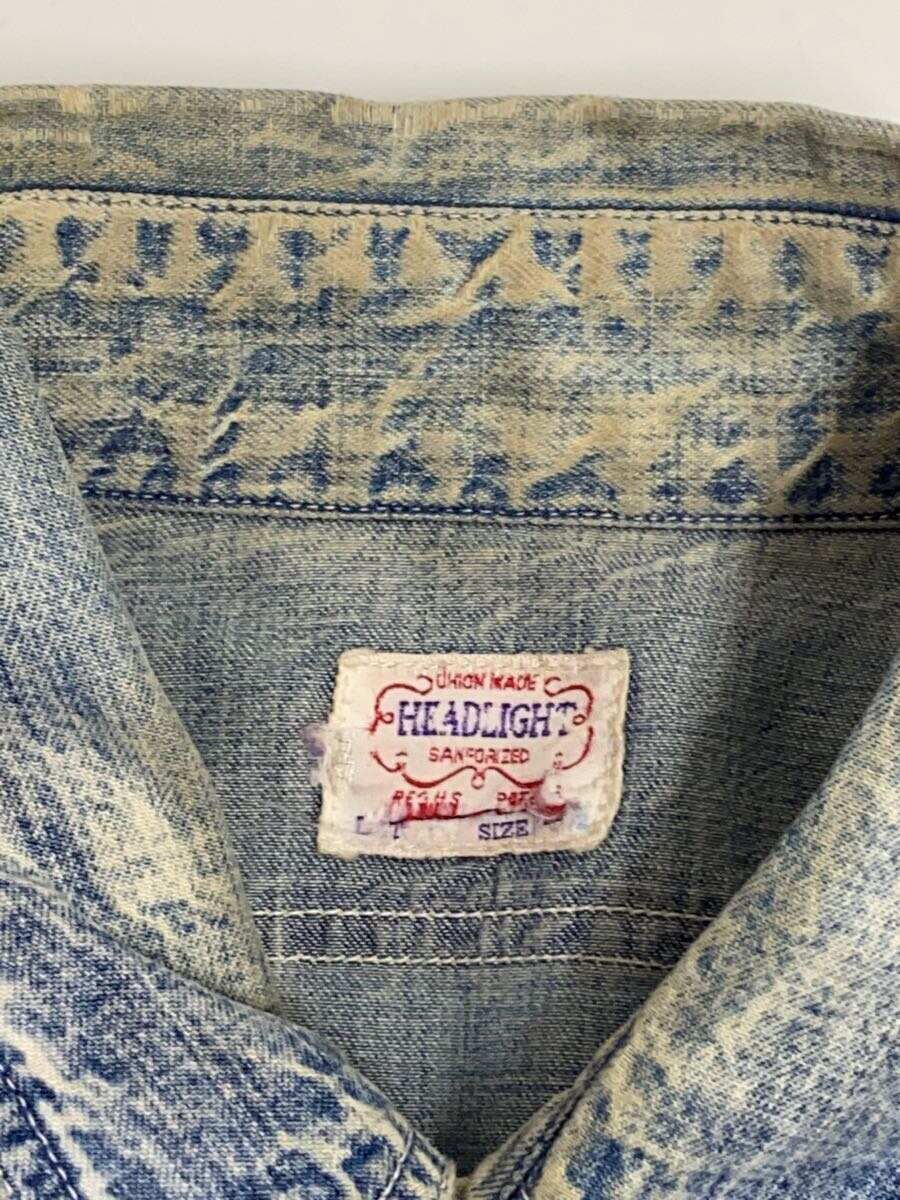 UNION MADE
HEADLIGHT
SANFORIZED
REG.U.S. PAT.
L T SIZE